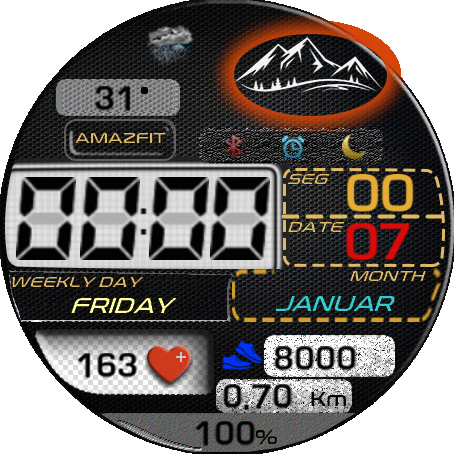 31°
AMAZFIT
SEG 00
00:00
DATE 07
WEEKLY DAY
FRIDAY
MONTH
JANUAR
163
8000
0.70 Km
100%